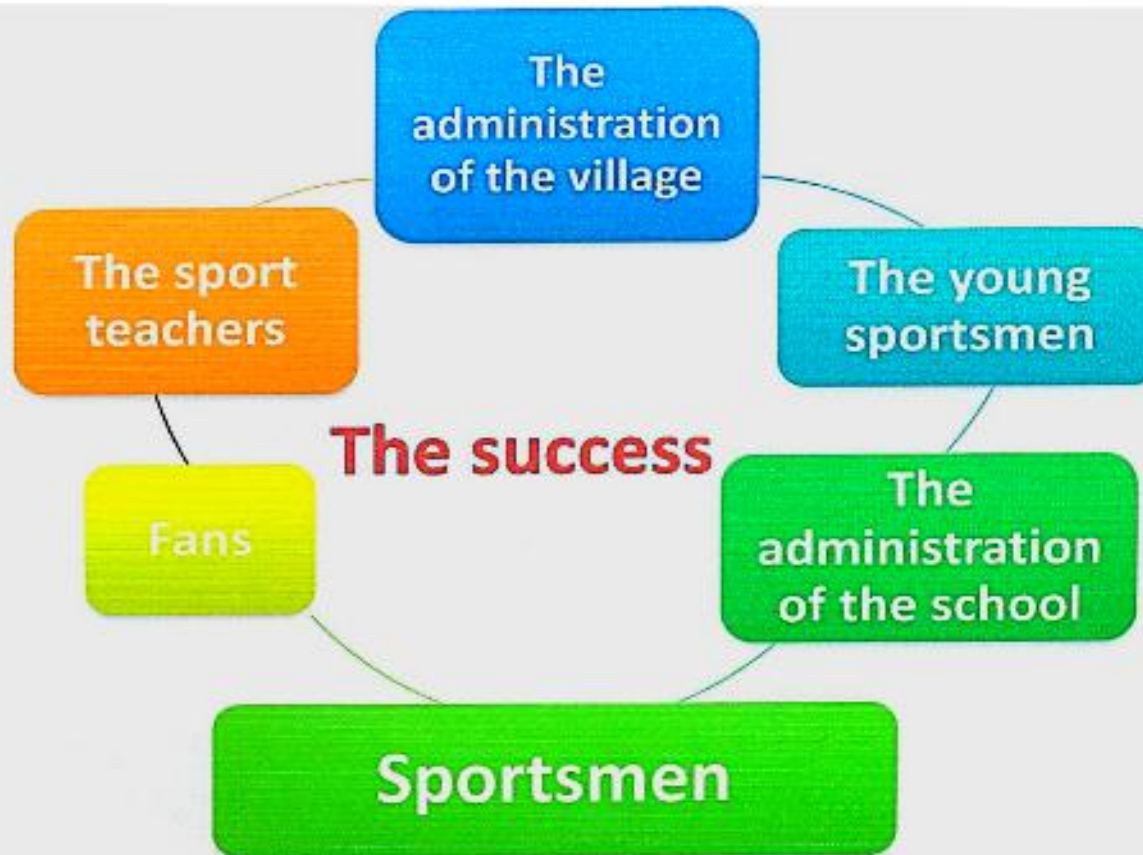 The
administration
of the village
The sport
teachers
The young
sportsmen
The success
Fans
The
administration
of the school
Sportsmen